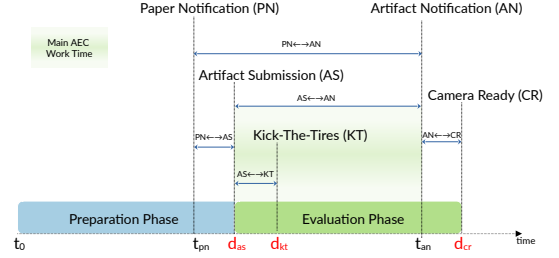 Paper Notification (PN)
Artifact Notification (AN)
Main AEC
Work Time
PN←→AN
Artifact Submission (AS)
AS←→AN
Camera Ready (CR)
Kick-The-Tires (KT)
PN←→AS
AN←→CR
AS←→KT
Preparation Phase
Evaluation Phase
t0
tpn
das
dkt
tan
dcr
time